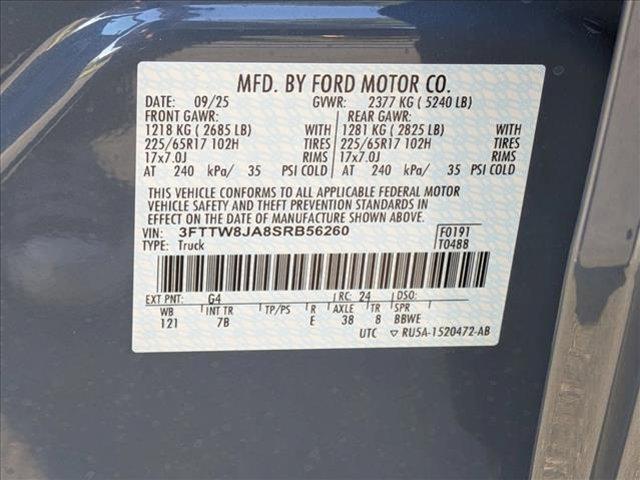 MFD. BY FORD MOTOR CO.
DATE: 09/25 GVWR: 2377 KG ( 5240 LB)
FRONT GAWR: REAR GAWR:
1218 KG ( 2685 LB) WITH 1281 KG ( 2825 LB) WITH
225/65R17 102H TIRES 225/65R17 102H TIRES
17x7.0J RIMS 17x7.0J RIMS
AT 240 kPa/ 35 PSI COLD AT 240 kPa/ 35 PSI COLD
THIS VEHICLE CONFORMS TO ALL APPLICABLE FEDERAL MOTOR
VEHICLE SAFETY AND THEFT PREVENTION STANDARDS IN
EFFECT ON THE DATE OF MANUFACTURE SHOWN ABOVE.
VIN: 3FTTW8JA8SRB56260 F0191
TYPE: Truck T0488
EXT PNT: G4 RC: 24 DSO:
WB INT TR TP/PS R AXLE TR SPR
121 7B E 38 8 BBWE
UTC ▽ RU5A-1520472-AB